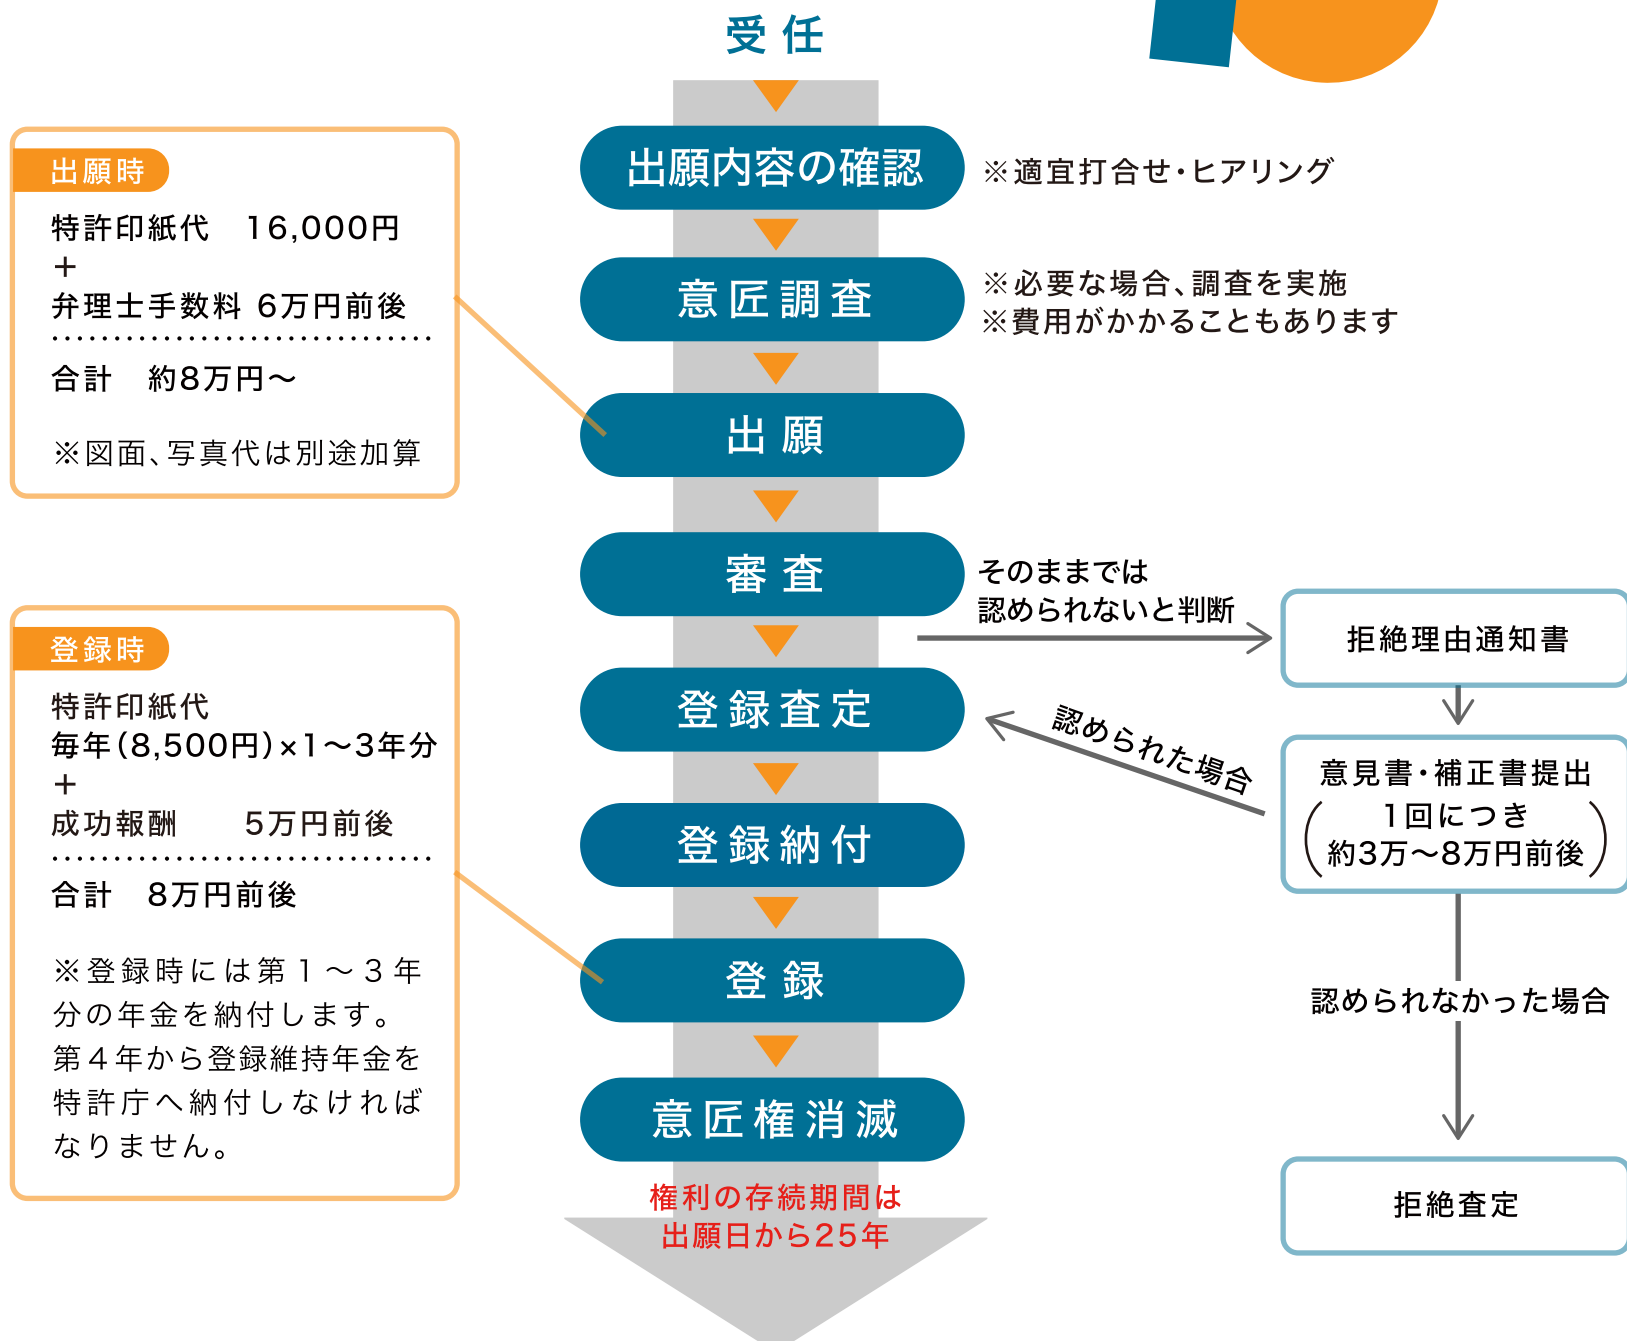 受任
出願内容の確認
※適宜打合せ・ヒアリング
意匠調査
※必要な場合、調査を実施
※費用がかかることもあります
出願
審査
登録査定
登録納付
登録
意匠権消滅
権利の存続期間は
出願日から25年
出願時
特許印紙代　16,000円
+
弁理士手数料 6万円前後
合計　約8万円～
※図面、写真代は別途加算
登録時
特許印紙代
毎年(8,500円)×1～3年分
+
成功報酬　　5万円前後
合計　8万円前後
※登録時には第1～3年
分の年金を納付します。
第4年から登録維持年金を
特許庁へ納付しなければ
なりません。
そのままでは
認められないと判断
拒絶理由通知書
意見書・補正書提出
(1回につき
約3万～8万円前後)
認められた場合
認められなかった場合
拒絶査定